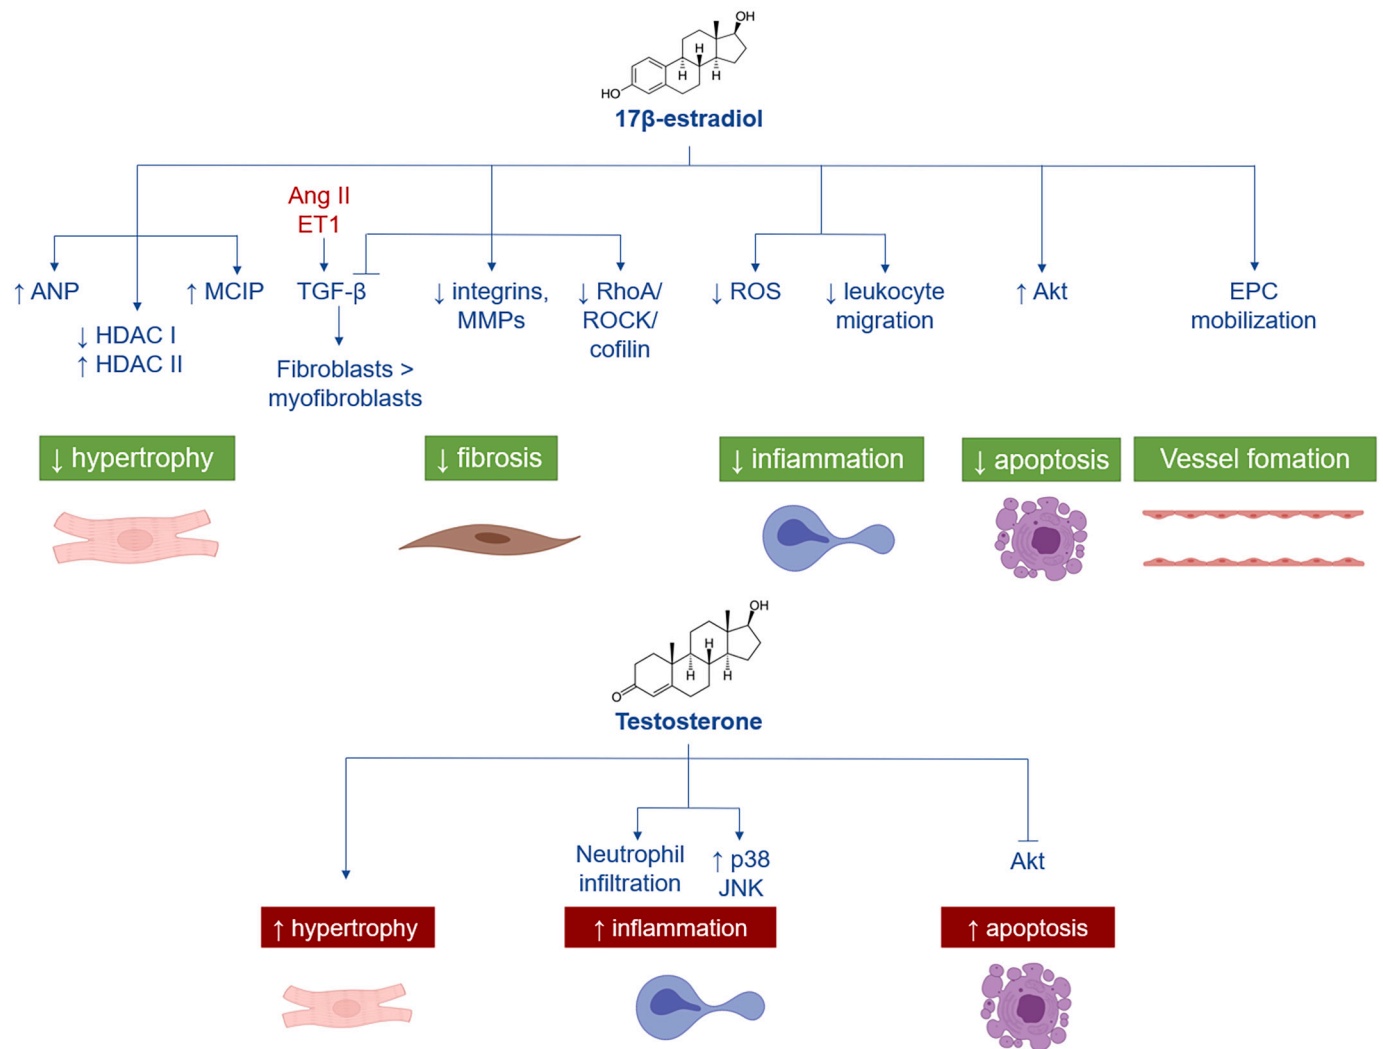 OH
H
H
H
HO
17β-estradiol
Ang II
ET1
↑ ANP
↑ MCIP
TGF-β
↓ integrins,
MMPs
↓ RhoA/
ROCK/
cofilin
↓ ROS
↓ leukocyte
migration
↑ Akt
EPC
mobilization
↓ HDAC I
↑ HDAC II
Fibroblasts >
myofibroblasts
↓ hypertrophy
↓ fibrosis
↓ infiammation
↓ apoptosis
Vessel fomation
OH
H
H
H
O
Testosterone
Neutrophil
infiltration
↑ p38
JNK
Akt
↑ hypertrophy
↑ inflammation
↑ apoptosis